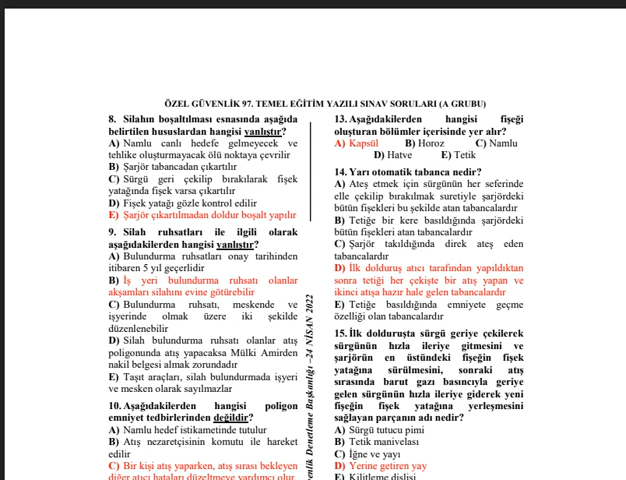 ÖZEL GÜVENLİK 97. TEMEL EĞİTİM YAZILI SINAV SORULARI (A GRUBU)
8. Silahın boşaltılması esnasında aşağıda
belirtilen hususlardan hangisi yanlıştır?
A) Namlu canlı hedefe gelmeyecek ve
tehlike oluşturmayacak ölü noktaya çevrilir
B) Şarjör tabancadan çıkartılır
C) Sürgü geri çekilip bırakılarak fişek
yatağında fişek varsa çıkartılır
D) Fişek yatağı gözle kontrol edilir
E) Şarjör çıkartılmadan doldur boşalt yapılır
9. Silah ruhsatları ile ilgili olarak
aşağıdakilerden hangisi yanlıştır?
A) Bulundurma ruhsatları onay tarihinden
itibaren 5 yıl geçerlidir
B) İş yeri bulundurma ruhsatı olanlar
akşamları silahını evine götürebilir
C) Bulundurma ruhsatı, meskende ve
işyerinde olmak üzere iki şekilde
düzenlenebilir
D) Silah bulundurma ruhsatı olanlar atış
poligonunda atış yapacaksa Mülki Amirden
nakil belgesi almak zorundadır
E) Taşıt araçları, silah bulundurmada işyeri
ve mesken olarak sayılmazlar
10. Aşağıdakilerden hangisi poligon
emniyet tedbirlerinden değildir?
A) Namlu hedef istikametinde tutulur
B) Atış nezaretçisinin komutu ile hareket
edilir
C) Bir kişi atış yaparken, atış sırası bekleyen
diğer atıcı hataları düzeltmeye yardımcı olur
enlik Denetleme Başkanlığı –24 NİSAN 2022
13. Aşağıdakilerden hangisi fişeği
oluşturan bölümler içerisinde yer alır?
A) Kapsül B) Horoz C) Namlu
D) Hatve E) Tetik
14. Yarı otomatik tabanca nedir?
A) Ateş etmek için sürgünün her seferinde
elle çekilip bırakılmak suretiyle şarjördeki
bütün fişekleri bu şekilde atan tabancalardır
B) Tetiğe bir kere basıldığında şarjördeki
bütün fişekleri atan tabancalardır
C) Şarjör takıldığında direk ateş eden
tabancalardır
D) İlk dolduruş atıcı tarafından yapıldıktan
sonra tetiği her çekişte bir atış yapan ve
ikinci atışa hazır hale gelen tabancalardır
E) Tetiğe basıldığında emniyete geçme
özelliği olan tabancalardır
15. İlk dolduruşta sürgü geriye çekilerek
sürgünün hızla ileriye gitmesini ve
şarjörün en üstündeki fişeğin fişek
yatağına sürülmesini, sonraki atış
sırasında barut gazı basıncıyla geriye
gelen sürgünün hızla ileriye giderek yeni
fişeğin fişek yatağına yerleşmesini
sağlayan parçanın adı nedir?
A) Sürgü tutucu pimi
B) Tetik manivelası
C) İğne ve yayı
D) Yerine getiren yay
E) Kilitleme dişlisi